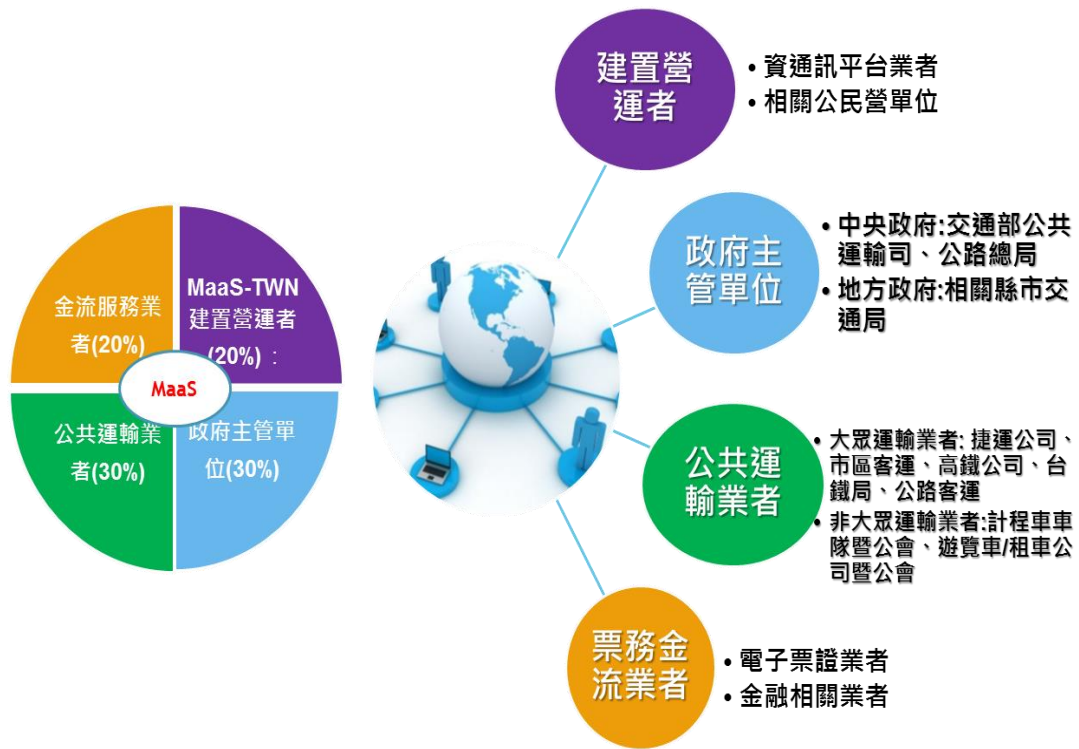 金流服務業
者(20%)
MaaS-TWN
建置營運者
(20%)：
MaaS
公共運輸業
者(30%)
政府主管單
位(30%)
建置營
運者
• 資通訊平台業者
• 相關公民營單位
政府主
管單位
• 中央政府:交通部公共
運輸司、公路總局
• 地方政府:相關縣市交
通局
公共運
輸業者
• 大眾運輸業者: 捷運公司、
市區客運、高鐵公司、台
鐵局、公路客運
• 非大眾運輸業者:計程車車
隊暨公會、遊覽車/租車公
司暨公會
票務金
流業者
• 電子票證業者
• 金融相關業者